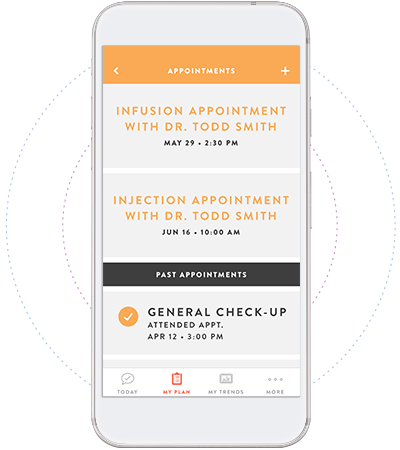 APPOINTMENTS
INFUSION APPOINTMENT
WITH DR. TODD SMITH
MAY 29 • 2:30 PM
INJECTION APPOINTMENT
WITH DR. TODD SMITH
JUN 16 • 10:00 AM
PAST APPOINTMENTS
GENERAL CHECK-UP
ATTENDED APPT.
APR 12 • 3:00 PM
TODAY MY PLAN MY TRENDS MORE